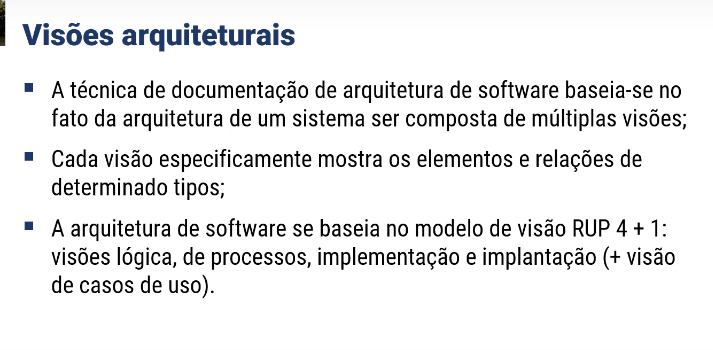 Visões arquiteturais
▪ A técnica de documentação de arquitetura de software baseia-se no
fato da arquitetura de um sistema ser composta de múltiplas visões;
▪ Cada visão especificamente mostra os elementos e relações de
determinado tipos;
▪ A arquitetura de software se baseia no modelo de visão RUP 4 + 1:
visões lógica, de processos, implementação e implantação (+ visão
de casos de uso).